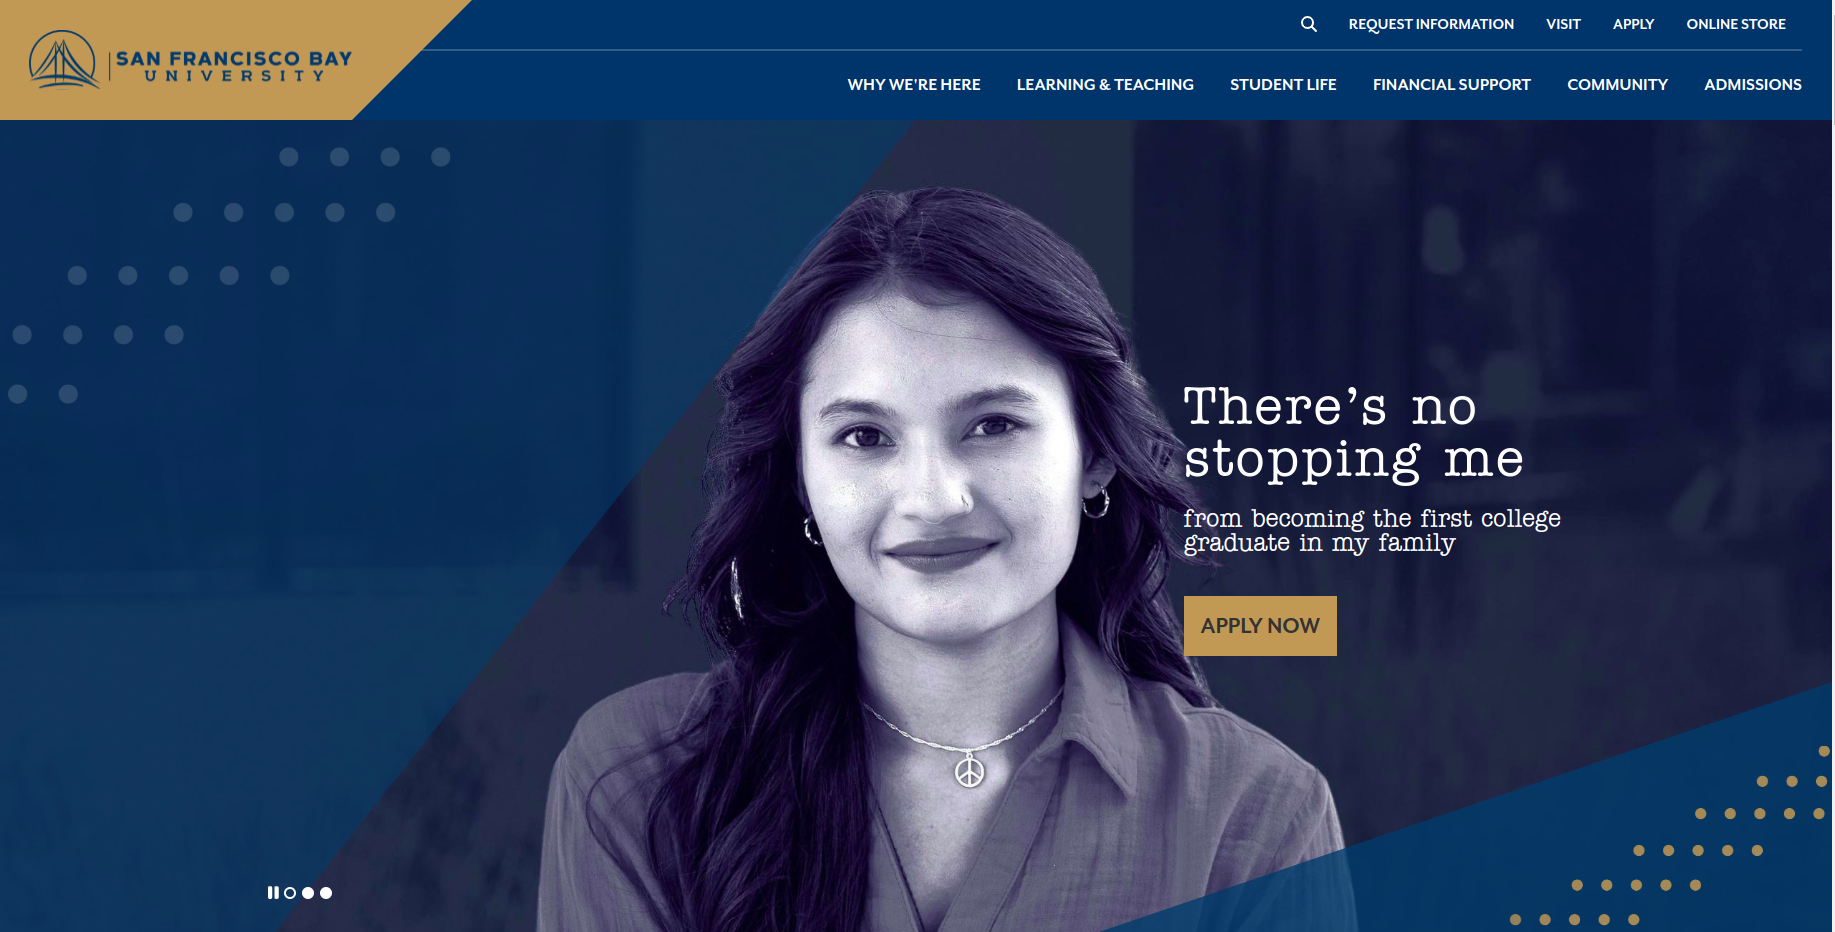 SAN FRANCISCO BAY
UNIVERSITY
REQUEST INFORMATION VISIT APPLY ONLINE STORE
WHY WE'RE HERE LEARNING & TEACHING STUDENT LIFE FINANCIAL SUPPORT COMMUNITY ADMISSIONS
There's no
stopping me
from becoming the first college
graduate in my family
APPLY NOW